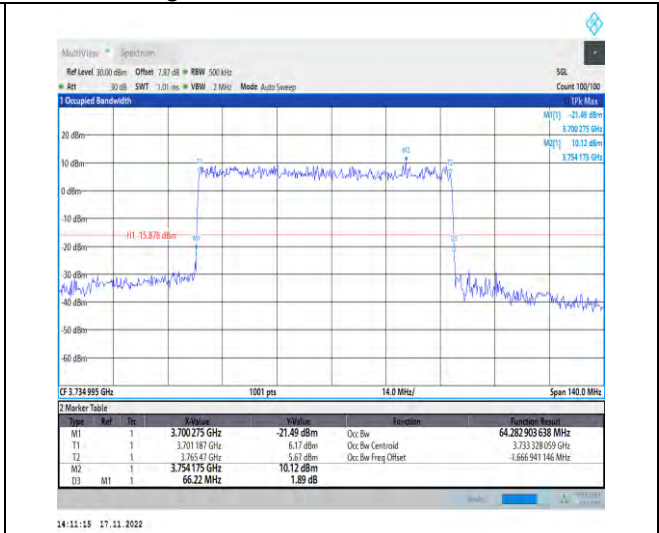 MultiView Spectrum
Ref Level 30.00 dBm Offset 7.87 dB RBW 500 kHz SGL
Att 30 dB SWT 1.01 ms VBW 2 MHz Mode Auto Sweep Count 100/100
1 Occupied Bandwidth 1Pk Max
M1[1] -21.49 dBm
3.700 275 GHz
M2[1] 10.12 dBm
3.754 175 GHz
20 dBm
10 dBm
0 dBm
-10 dBm
H1 -15.878 dBm
-20 dBm
-30 dBm
-40 dBm
-50 dBm
-60 dBm
T1
M2
T2
M1
D3
CF 3.734 995 GHz 1001 pts 14.0 MHz/ Span 140.0 MHz
2 Marker Table
Type Ref Trc X-Value Y-Value Function Function Result
M1 1 3.700 275 GHz -21.49 dBm Occ Bw 64.282 903 638 MHz
T1 1 3.701 187 GHz 6.17 dBm Occ Bw Centroid 3.733 328 059 GHz
T2 1 3.765 47 GHz 5.67 dBm Occ Bw Freq Offset -1.666 941 146 MHz
M2 1 3.754 175 GHz 10.12 dBm
D3 M1 1 66.22 MHz 1.89 dB
14:11:15 17.11.2022